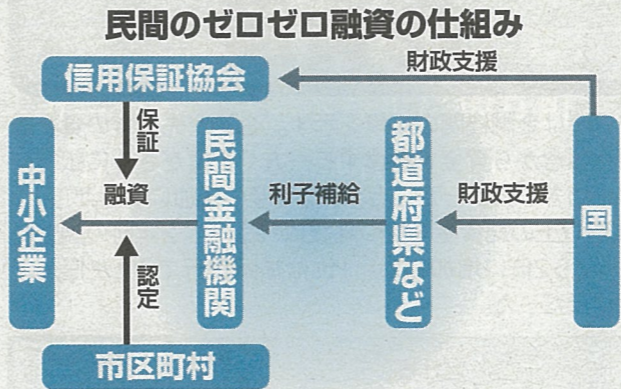 民間のゼロゼロ融資の仕組み
信用保証協会
財政支援
保証
中小企業
融資
民間金融機関
利子補給
都道府県など
財政支援
国
認定
市区町村